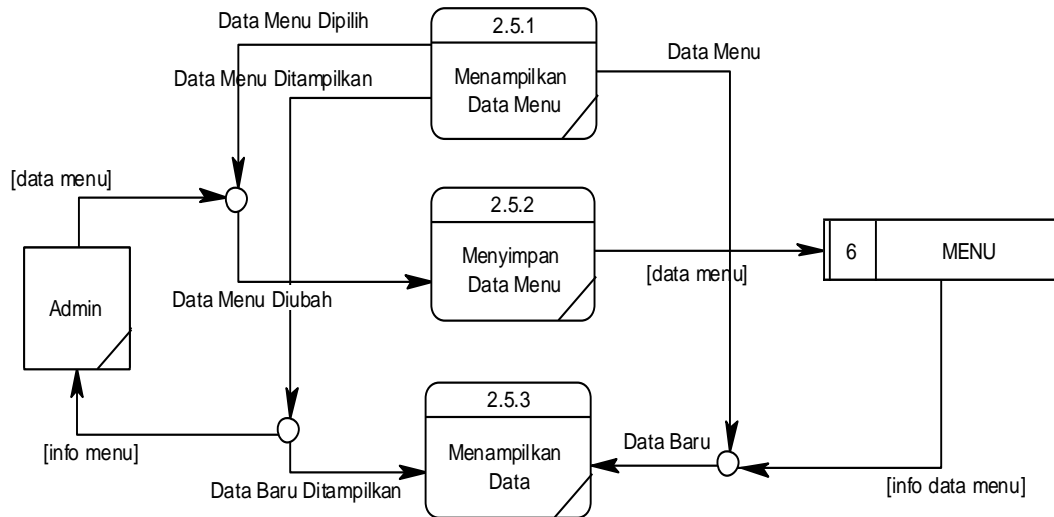 Data Menu Dipilih
2.5.1
Data Menu
Data Menu Ditampilkan
Menampilkan
Data Menu
[data menu]
2.5.2
Menyimpan
Data Menu
6
MENU
[data menu]
Admin
Data Menu Diubah
2.5.3
Menampilkan
Data
Data Baru
[info menu]
Data Baru Ditampilkan
[info data menu]